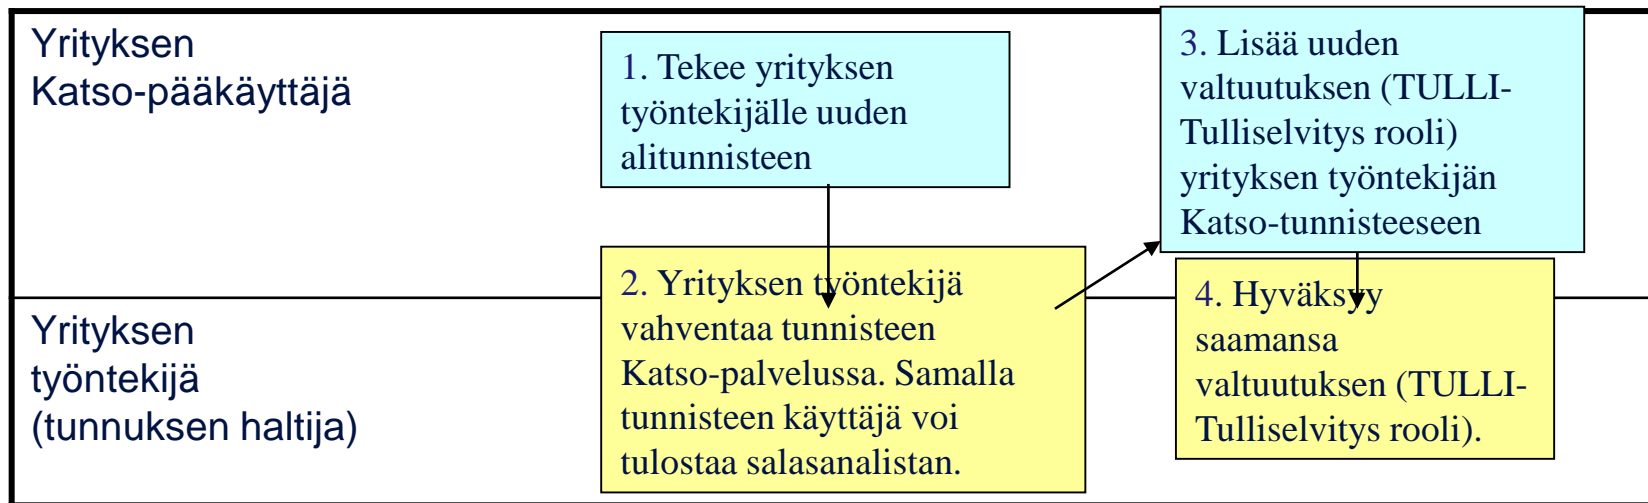 Yrityksen
Katso-pääkäyttäjä
1. Tekee yrityksen
työntekijälle uuden
alitunnisteen
3. Lisää uuden
valtuutuksen (TULLI-
Tulliselvitys rooli)
yrityksen työntekijän
Katso-tunnisteeseen
Yrityksen
työntekijä
(tunnuksen haltija)
2. Yrityksen työntekijä
vahventaa tunnisteen
Katso-palvelussa. Samalla
tunnisteen käyttäjä voi
tulostaa salasanalistan.
4. Hyväksyy
saamansa
valtuutuksen (TULLI-
Tulliselvitys rooli).